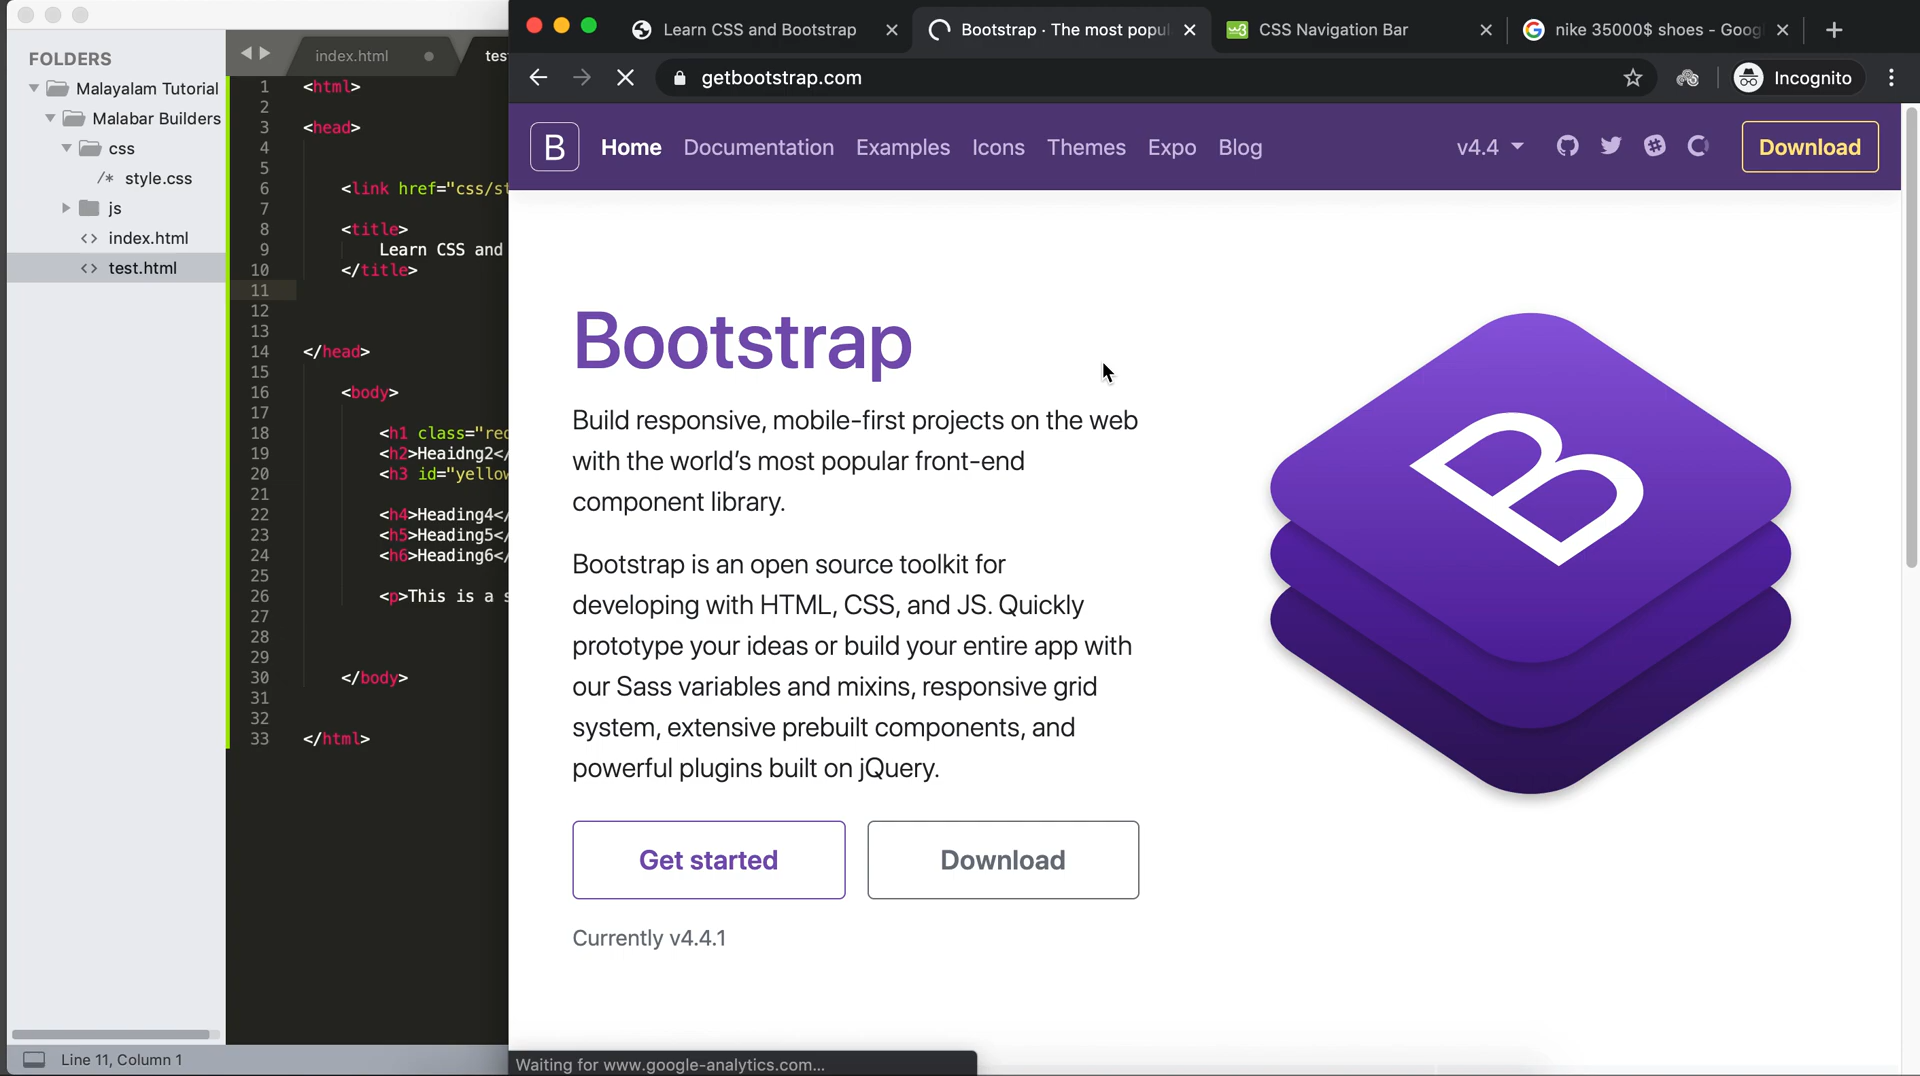 FOLDERS
Malayalam Tutorial
Malabar Builders
css
/* style.css
js
<> index.html
<> test.html
index.html
1 <html>
2
3 <head>
4
5
6 <link href="css/
7
8 <title>
9 Learn CSS and
10 </title>
11
12
13
14 </head>
15
16 <body>
17
18 <h1 class="
19 <h2>Heaidng2</
20 <h3 id="
21
22 <h4>Heading4</
23 <h5>Heading5</
24 <h6>Heading6</
25
26 <p>This is a
27
28
29
30 </body>
31
32
33 </html>
Line 11, Column 1
Learn CSS and Bootstrap
Bootstrap · The most
CSS Navigation Bar
nike 35000$ shoes -
getbootstrap.com
Incognito
B Home Documentation Examples Icons Themes Expo Blog v4.4 Download
Bootstrap
Build responsive, mobile-first projects on the web
with the world’s most popular front-end
component library.
Bootstrap is an open source toolkit for
developing with HTML, CSS, and JS. Quickly
prototype your ideas or build your entire app with
our Sass variables and mixins, responsive grid
system, extensive prebuilt components, and
powerful plugins built on jQuery.
Get started
Download
Currently v4.4.1
B
Waiting for www.google-analytics.com...